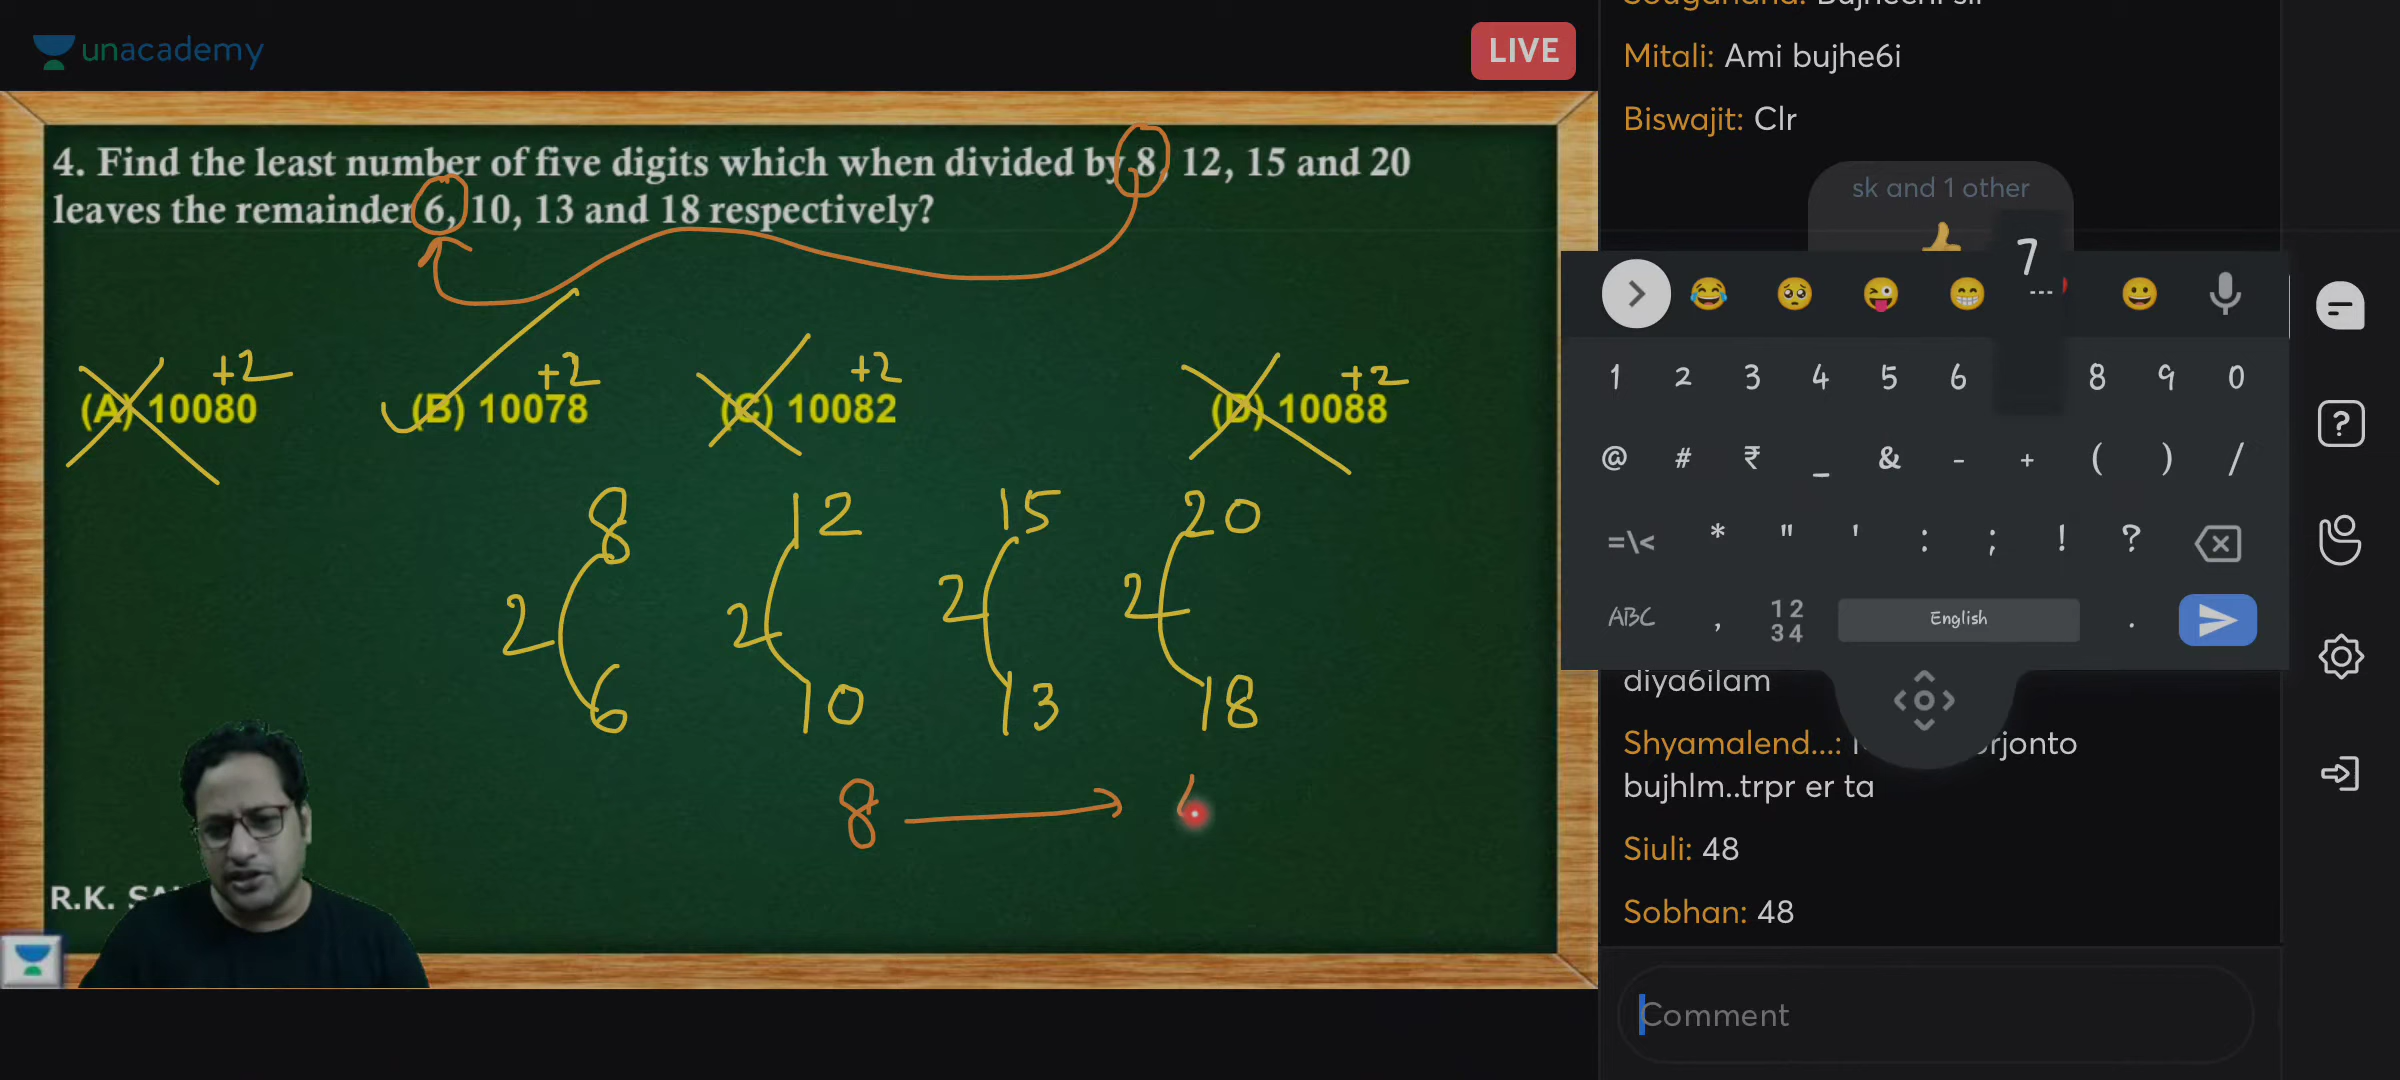 unacademy
LIVE
4. Find the least number of five digits which when divided by 8, 12, 15 and 20
leaves the remainder 6, 10, 13 and 18 respectively?
+2 +2 +2 +2
(A) 10080 (B) 10078 (C) 10082 (D) 10088
8 12 15 20
2 2 2 2
6 10 13 18
8
R.K.
Mitali: Ami bujhe6i
Biswajit: Clr
sk and 1 other
7
1 2 3 4 5 6 8 9 0
@ # ₹ _ & - + ( ) /
=\< * " ' : ; ! ?
ABC , 12 34 English .
diya6ilam
Shyamalend...:
bujhlm..trpr er ta
Siuli: 48
Sobhan: 48
Comment